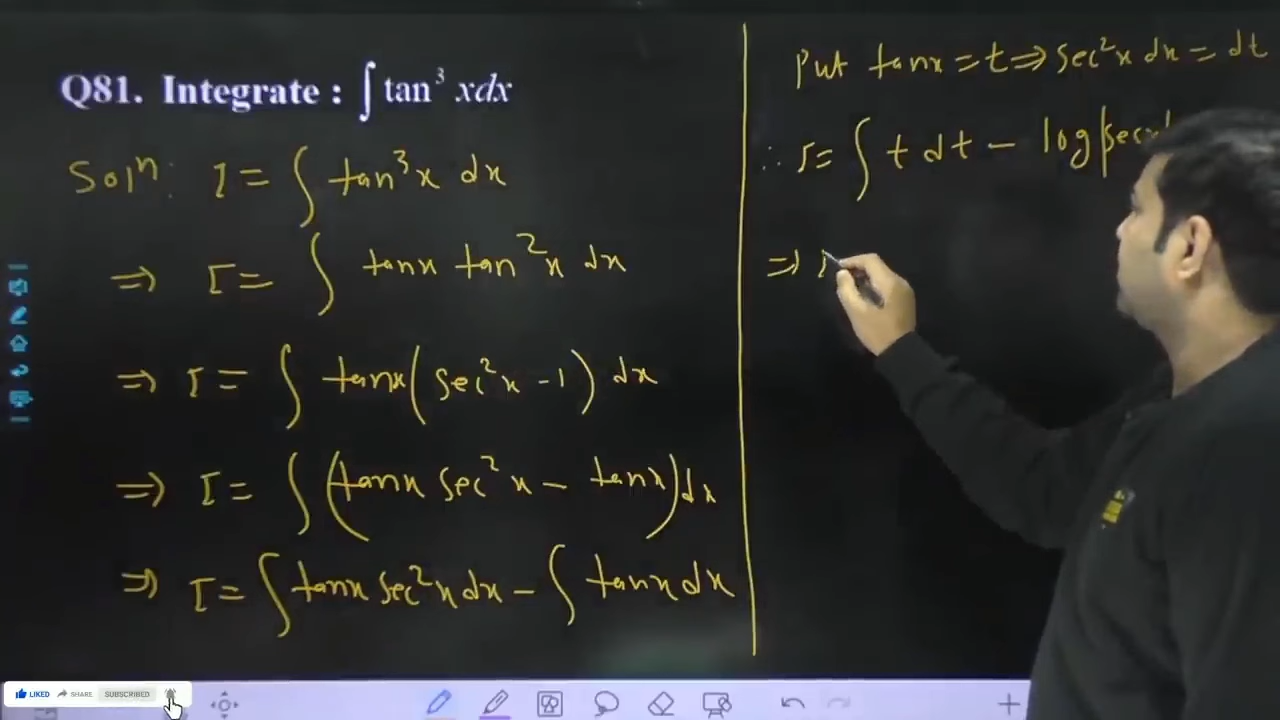 Q81. Integrate : ∫ tan³ xdx
Solⁿ: I = ∫ tan³x dx
⇒ I = ∫ tanx tan²x dx
⇒ I = ∫ tanx(sec²x -1) dx
⇒ I = ∫ (tanx sec²x - tanx)dx
⇒ I = ∫ tanx sec²x dx - ∫ tanx dx
Put tanx = t ⇒ sec²x dx = dt
∴ I = ∫ t dt - log|secx|
⇒ I
LIKED SHARE SUBSCRIBED